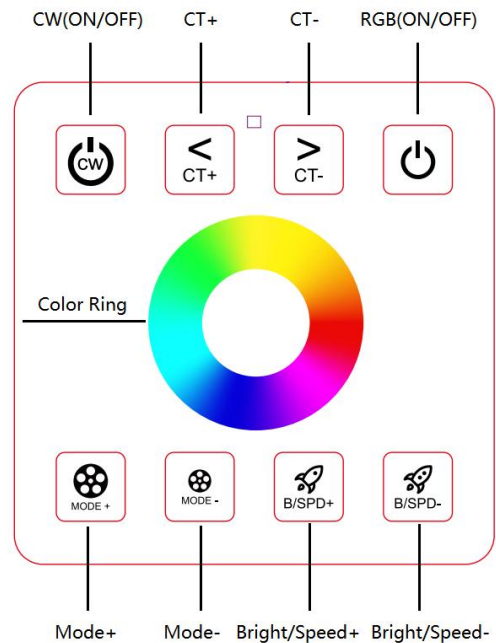 CW(ON/OFF) CT+ CT- RGB(ON/OFF)
CW
< > 
CT+ CT-
Color Ring
MODE + MODE - B/SPD+ B/SPD-
Mode+ Mode- Bright/Speed+ Bright/Speed-